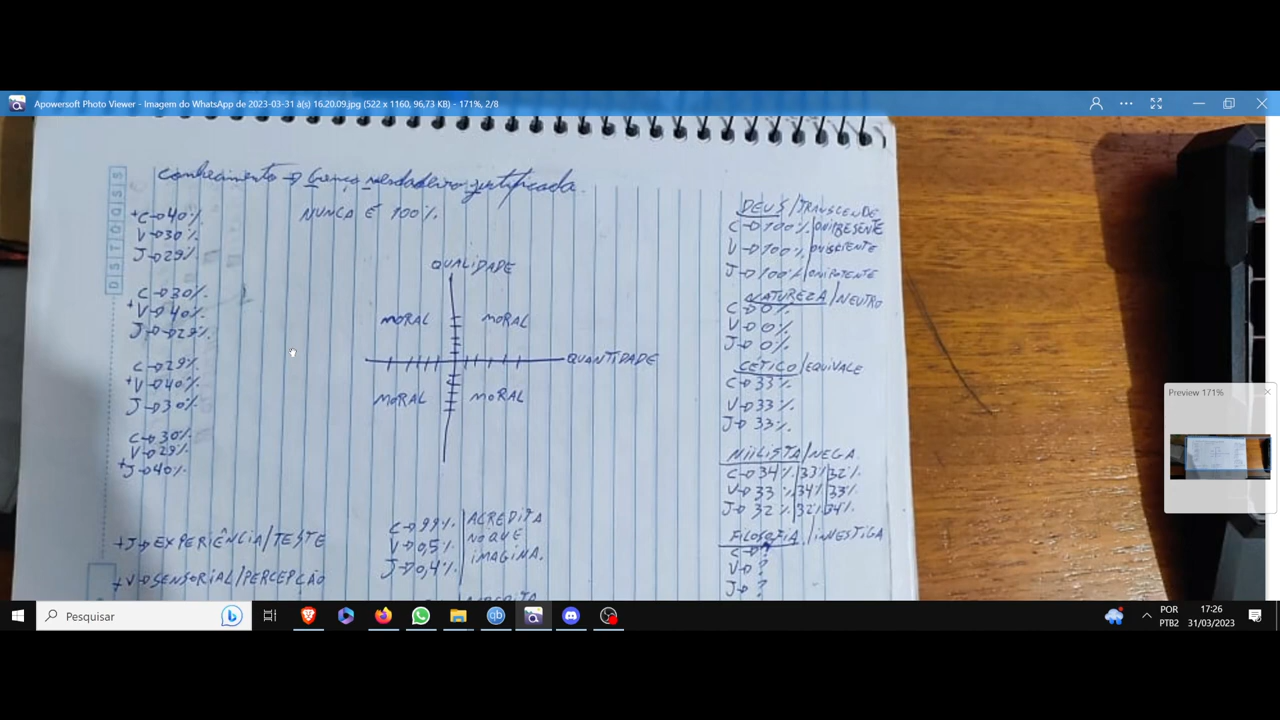 Apowersoft Photo Viewer - Imagem do WhatsApp de 2023-03-31 à(s) 16.20.09.jpg (522 x 1160, 96,73 KB) - 171%, 2/8
D S T Q Q S S
Conhecimento → Crença verdadeira justificada
NUNCA É 100%
+C→40%
V→30%
J→29%
C→30%
+V→40%
J→29%
C→29%
+V→40%
J→30%
C→30%
V→29%
+J→40%
+J→EXPERIÊNCIA/TESTE
+V→SENSORIAL/PERCEPÇÃO
QUALIDADE
MORAL MORAL
QUANTIDADE
MORAL MORAL
C→99% ACREDITA
V→0,5% NO QUE
J→0,4% IMAGINA.
ACREDITA
DEUS/TRANSCENDE
C→100% ONIPRESENTE
V→100% ONISCIENTE
J→100% ONIPOTENTE
NATUREZA/NEUTRO
C→0%
V→0%
J→0%
CÉTICO/EQUIVALE
C→33%
V→33%
J→33%
NIILISTA/NEGA
C→34%/33%/32%
V→33%/34%/33%
J→32%/32%/34%
FILOSOFIA/INVESTIGA
C→?
V→?
J→?
Preview 171%
Pesquisar
POR
PTB2
17:26
31/03/2023